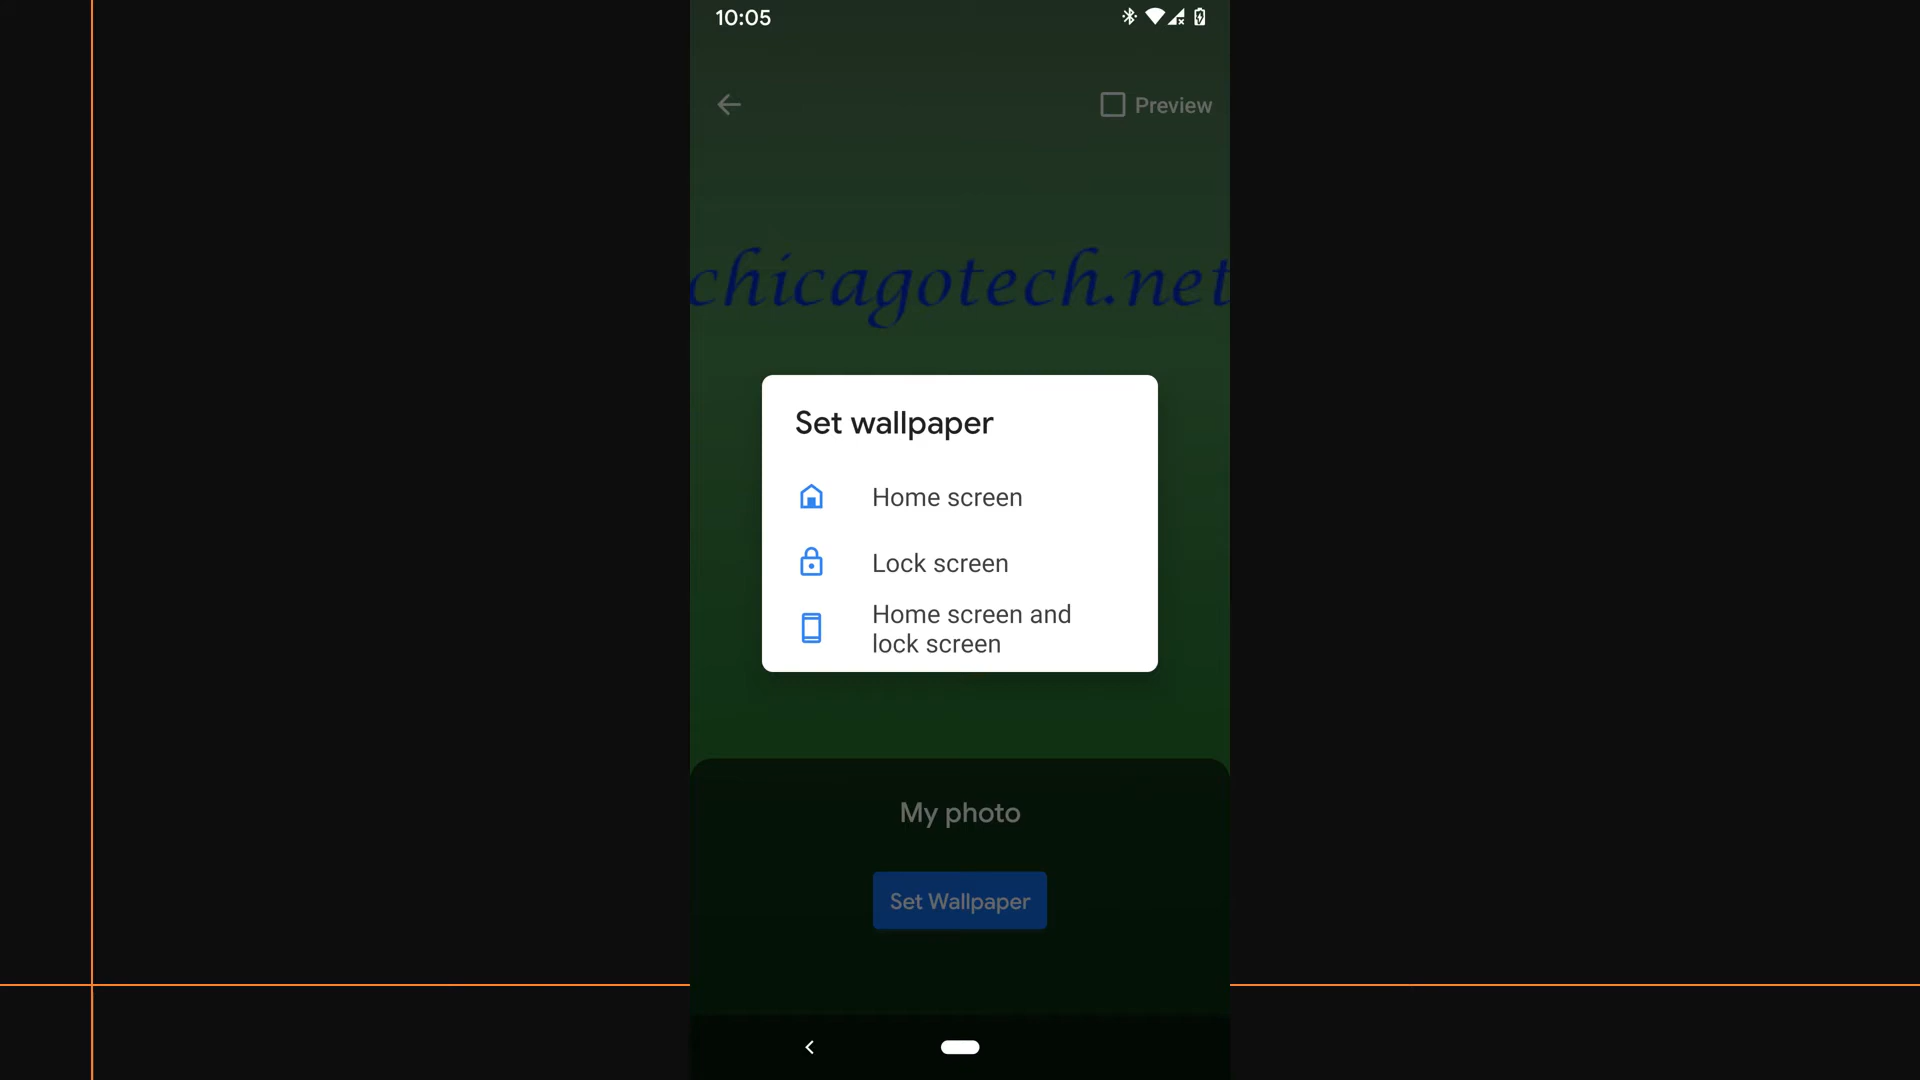 10:05
Preview
chicagotech.net
Set wallpaper
Home screen
Lock screen
Home screen and
lock screen
My photo
Set Wallpaper